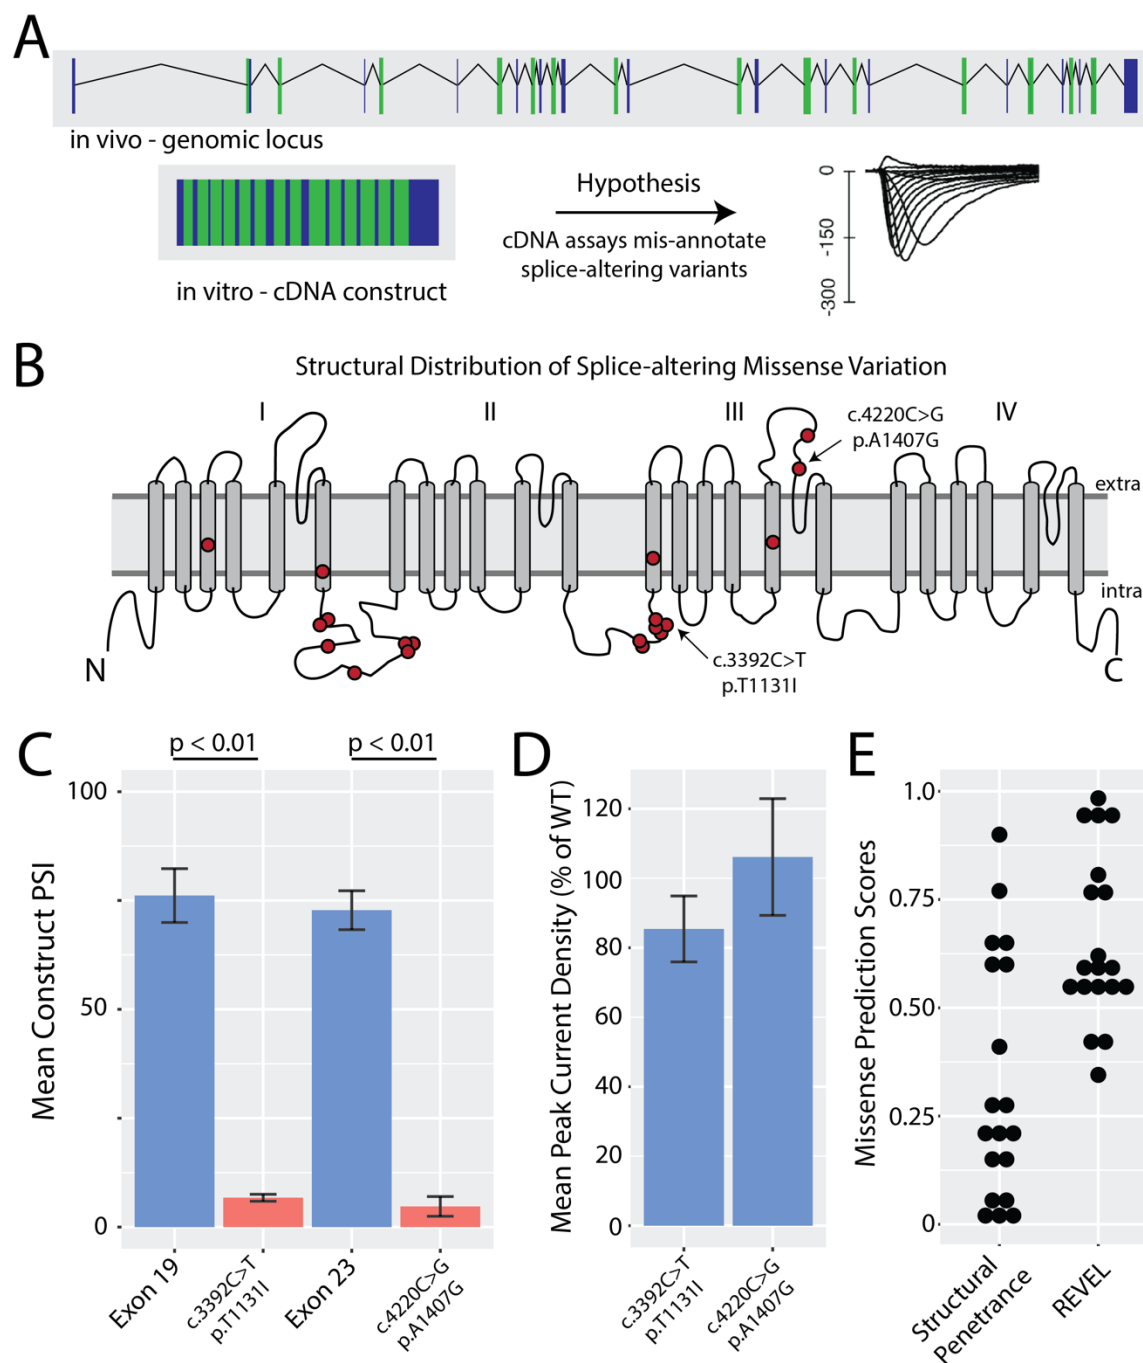 A
in vivo - genomic locus
in vitro - cDNA construct
Hypothesis
cDNA assays mis-annotate
splice-altering variants
0
-150
-300
B
Structural Distribution of Splice-altering Missense Variation
I
II
III
IV
c.4220C>G
p.A1407G
extra
intra
N
C
c.3392C>T
p.T1131I
C
p < 0.01
p < 0.01
Mean Construct PSI
100
50
0
Exon 19
c.3392C>T
p.T1131I
Exon 23
c.4220C>G
p.A1407G
D
Mean Peak Current Density (% of WT)
120
100
80
60
40
20
0
c.3392C>T
p.T1131I
c.4220C>G
p.A1407G
E
Missense Prediction Scores
1.0
0.75
0.50
0.25
0
Structural
Penetrance
REVEL